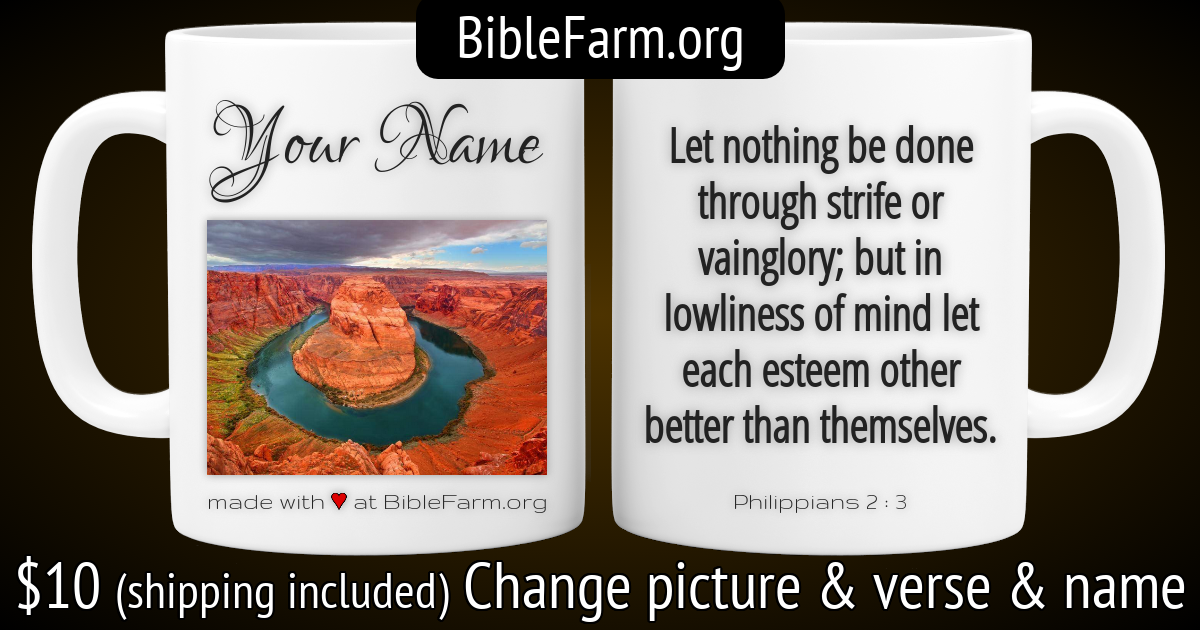 BibleFarm.org
Your Name
made with ♥ at BibleFarm.org
Let nothing be done
through strife or
vainglory; but in
lowliness of mind let
each esteem other
better than themselves.
Philippians 2 : 3
$10 (shipping included) Change picture & verse & name